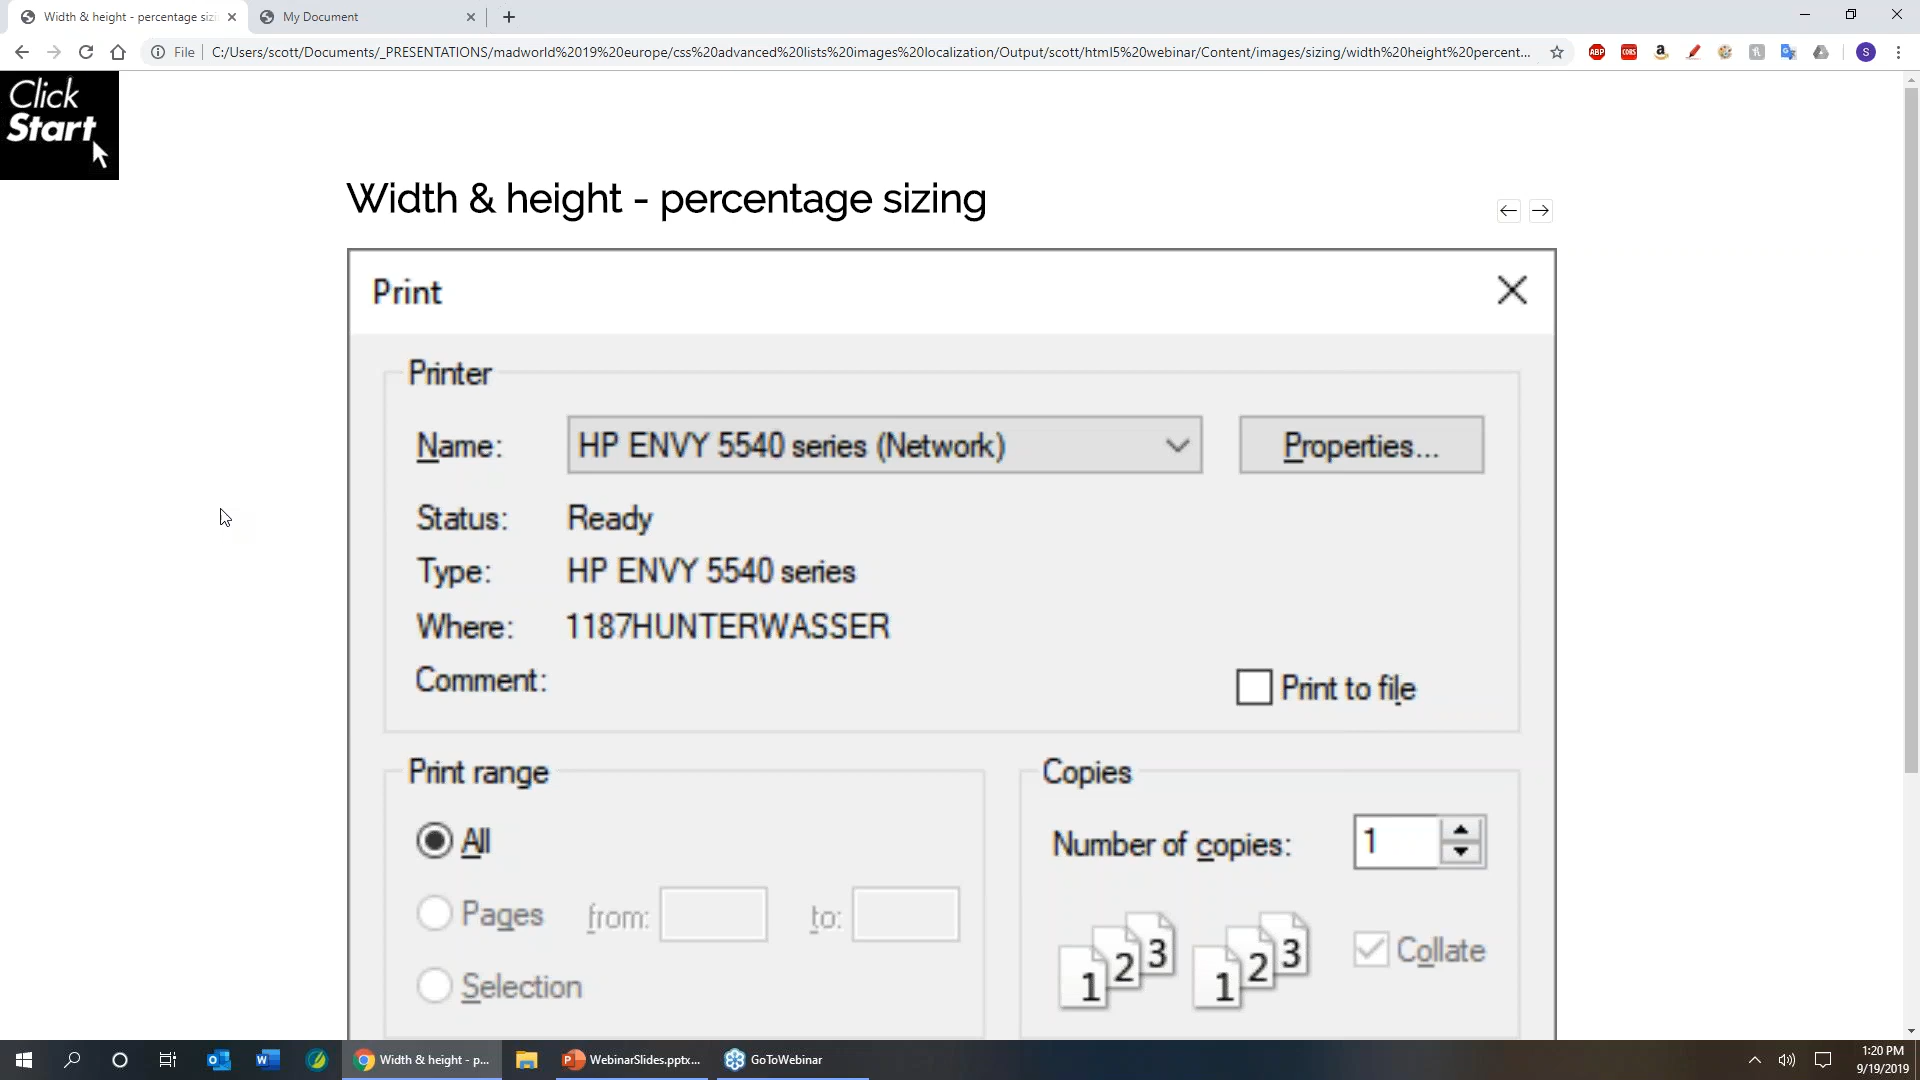 Width & height - percentage sizi
My Document
File
C:/Users/scott/Documents/_PRESENTATIONS/madworld%2019%20europe/css%20advanced%20lists%20images%20localization/Output/scott/html5%20webinar/Content/images/sizing/width%20height%20percent...
ABP
CORS
S
Click
Start
Width & height - percentage sizing
Print
Printer
Name:
HP ENVY 5540 series (Network)
Properties...
Status:
Ready
Type:
HP ENVY 5540 series
Where:
1187HUNTERWASSER
Comment:
Print to file
Print range
Copies
All
Number of copies:
1
Pages
from:
to:
1 2 3
1 2 3
Collate
Selection
Width & height - p...
WebinarSlides.pptx...
GoToWebinar
1:20 PM
9/19/2019